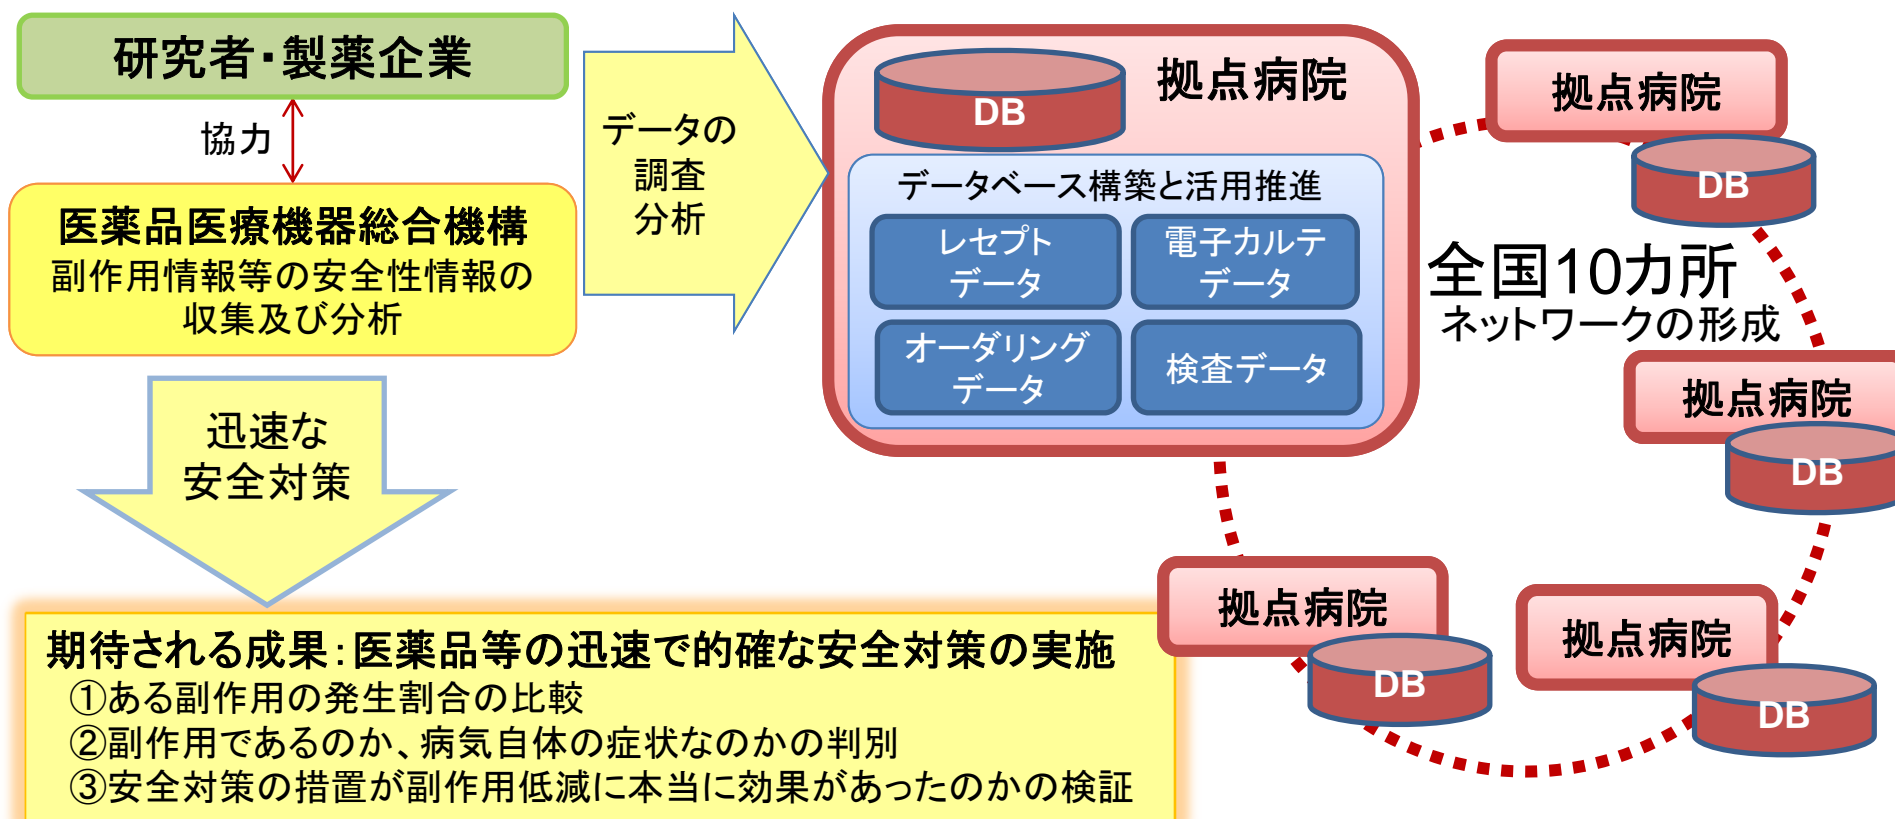 研究者・製薬企業
協力
医薬品医療機器総合機構
副作用情報等の安全性情報の
収集及び分析
迅速な
安全対策
データの
調査
分析
拠点病院
DB
データベース構築と活用推進
レセプト
データ
電子カルテ
データ
オーダリング
データ
検査データ
拠点病院
DB
全国10カ所
ネットワークの形成
拠点病院
DB
拠点病院
DB
拠点病院
DB
期待される成果：医薬品等の迅速で的確な安全対策の実施
①ある副作用の発生割合の比較
②副作用であるのか、病気自体の症状なのかの判別
③安全対策の措置が副作用低減に本当に効果があったのかの検証